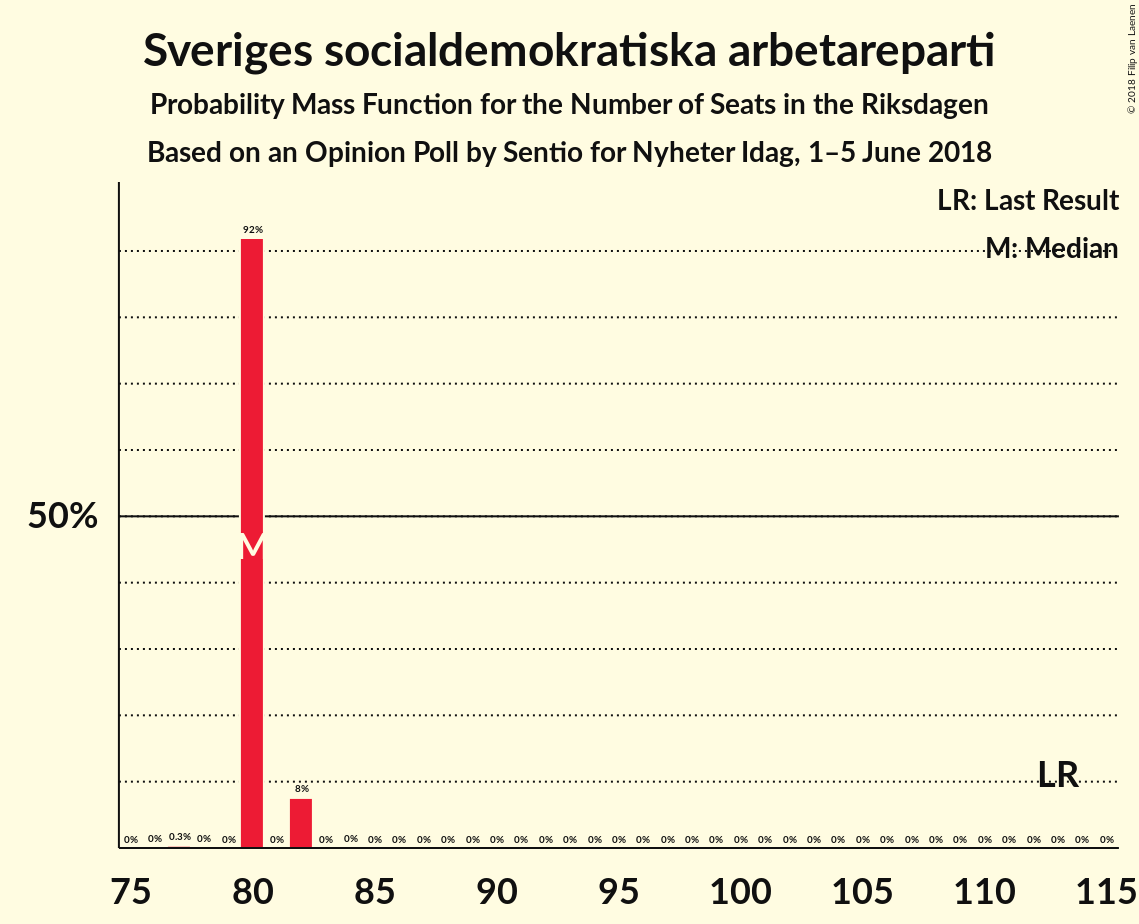 Sveriges socialdemokratiska arbetareparti
Probability Mass Function for the Number of Seats in the Riksdagen
Based on an Opinion Poll by Sentio for Nyheter Idag, 1–5 June 2018
© 2018 Filip van Laenen
LR: Last Result
M: Median
92%
50%
M
LR
8%
0% 0% 0.3% 0% 0% 0% 0% 0% 0% 0% 0% 0% 0% 0% 0% 0% 0% 0% 0% 0% 0% 0% 0% 0% 0% 0% 0% 0% 0% 0% 0% 0% 0% 0% 0% 0% 0% 0% 0%
75 80 85 90 95 100 105 110 115